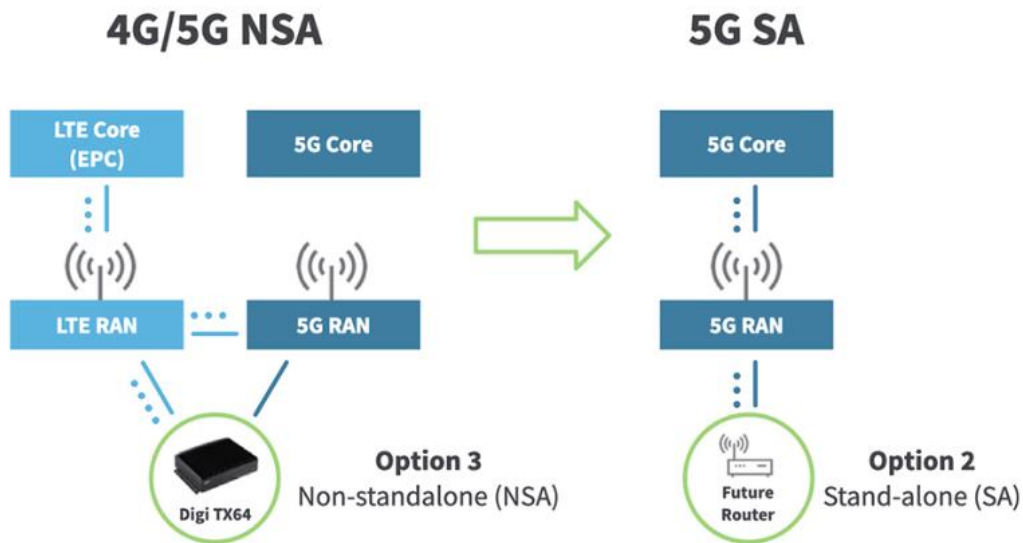 4G/5G NSA
5G SA
LTE Core
(EPC)
5G Core
5G Core
LTE RAN
5G RAN
5G RAN
Digi TX64
Option 3
Non-standalone (NSA)
Future
Router
Option 2
Stand-alone (SA)